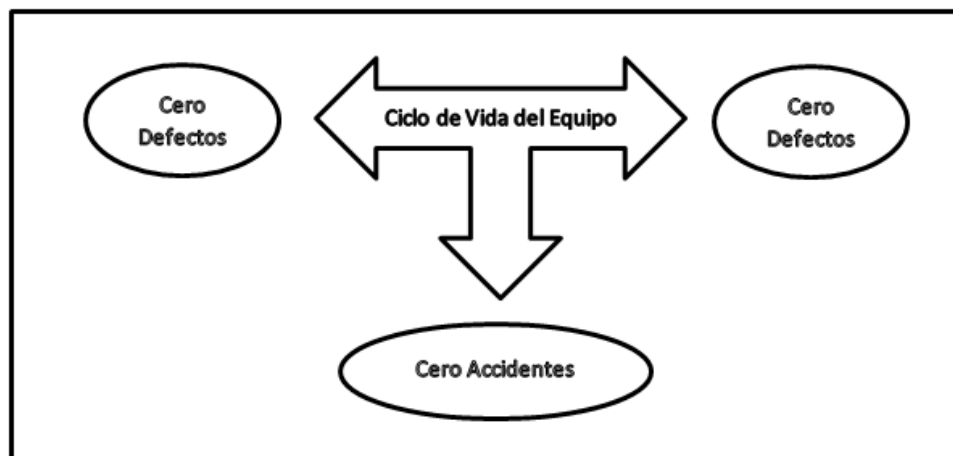 Cero
Defectos
Ciclo de Vida del Equipo
Cero
Defectos
Cero Accidentes